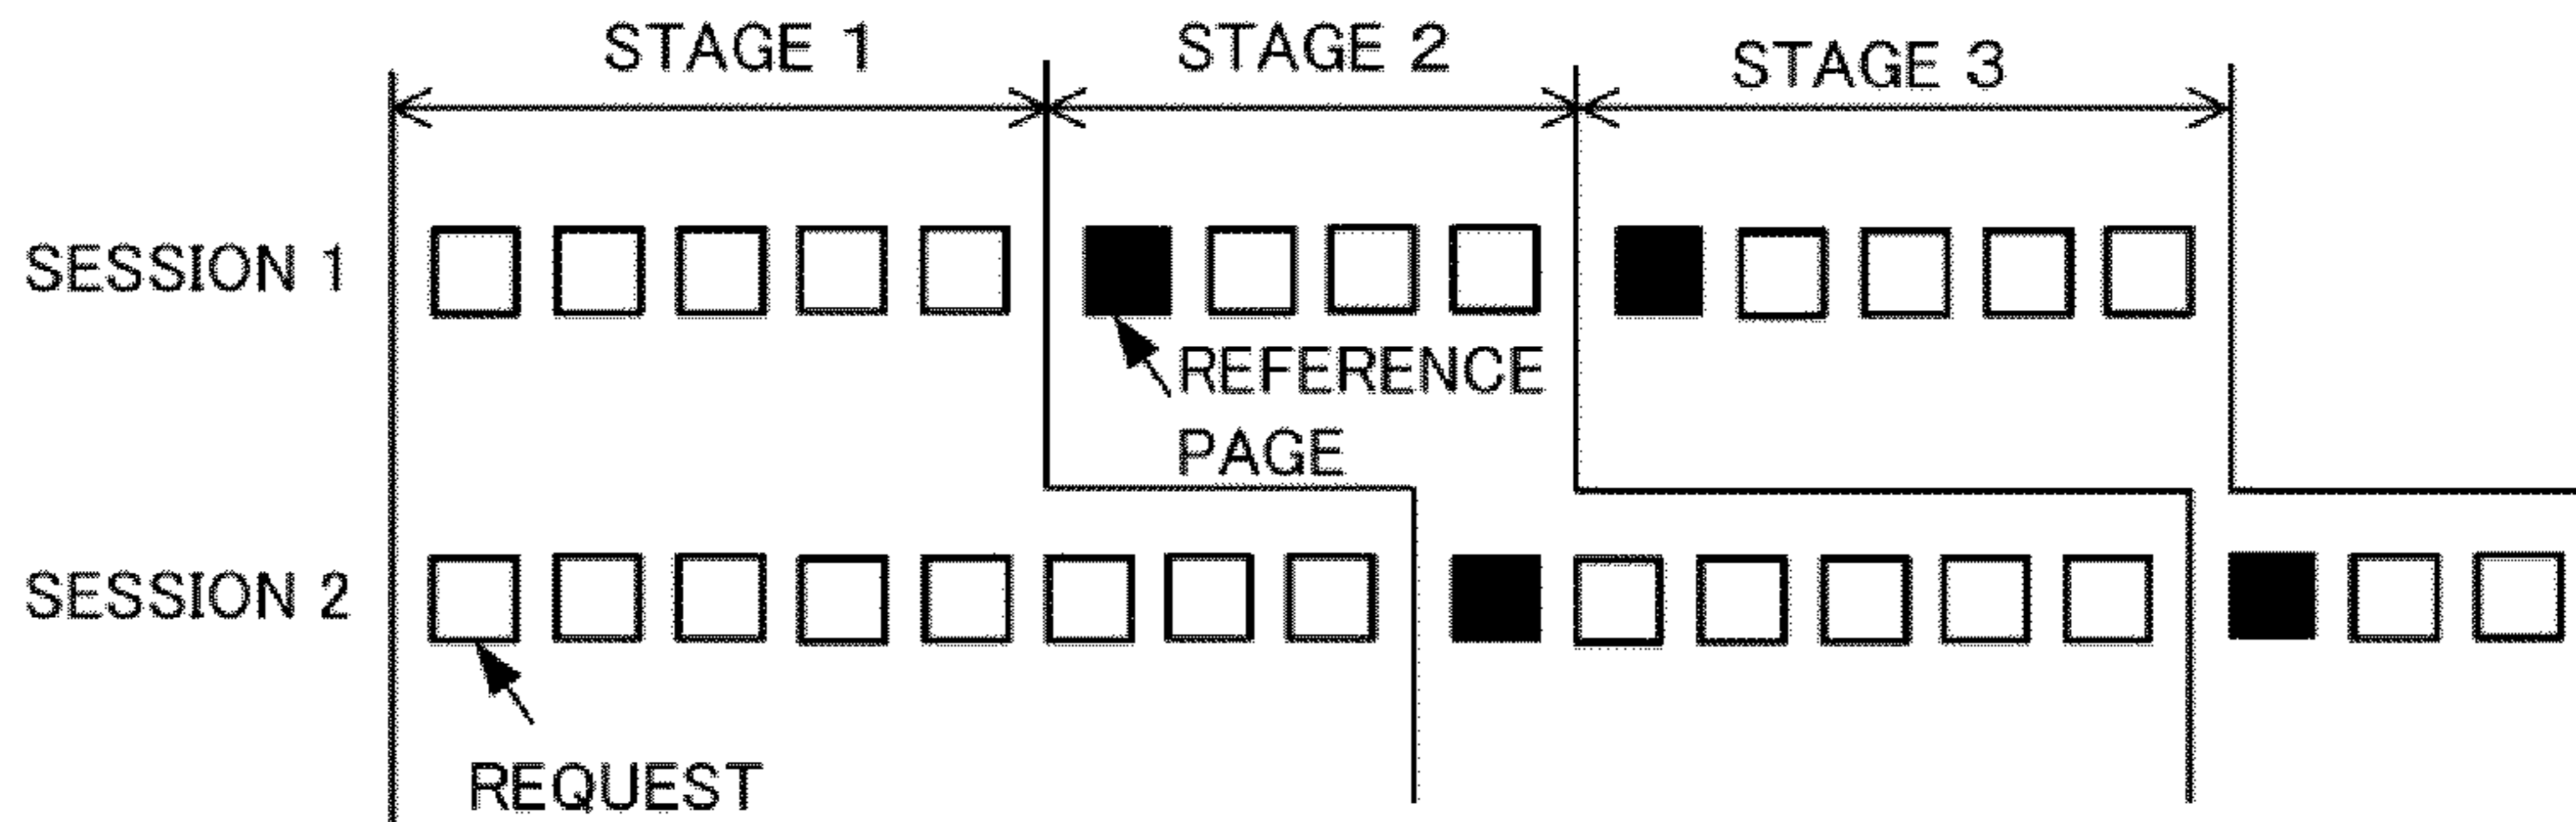 STAGE 1
STAGE 2
STAGE 3
SESSION 1
REFERENCE
PAGE
SESSION 2
REQUEST